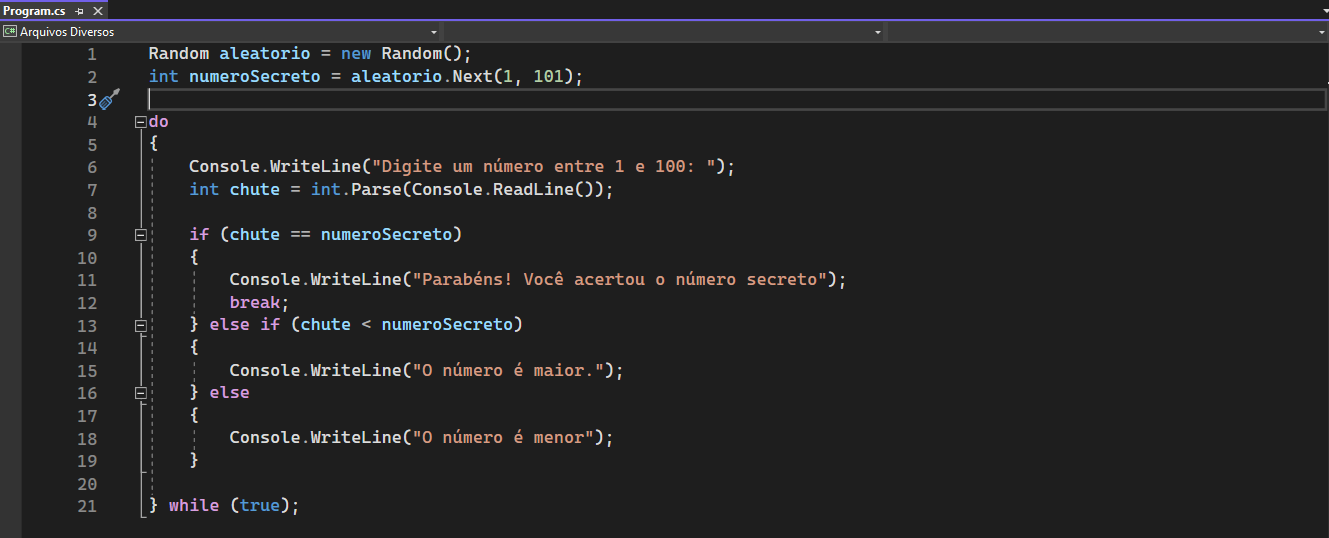 Program.cs
C# Arquivos Diversos
1 Random aleatorio = new Random();
2 int numeroSecreto = aleatorio.Next(1, 101);
3
4 do
5 {
6     Console.WriteLine("Digite um número entre 1 e 100: ");
7     int chute = int.Parse(Console.ReadLine());
8
9     if (chute == numeroSecreto)
10     {
11         Console.WriteLine("Parabéns! Você acertou o número secreto");
12         break;
13     } else if (chute < numeroSecreto)
14     {
15         Console.WriteLine("O número é maior.");
16     } else
17     {
18         Console.WriteLine("O número é menor");
19     }
20
21 } while (true);